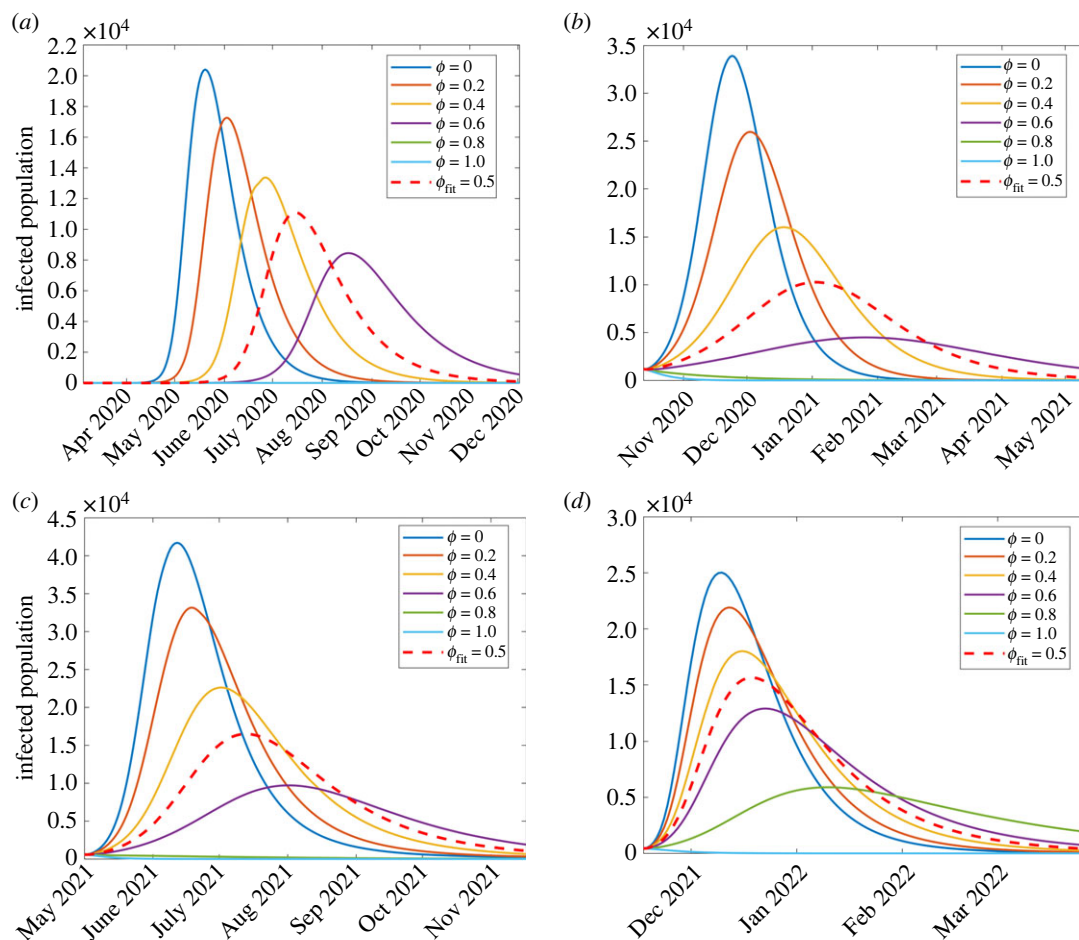 (a)
×10⁴
2.2
2.0
1.8
1.6
1.4
1.2
1.0
0.8
0.6
0.4
0.2
0
infected population
ϕ = 0
ϕ = 0.2
ϕ = 0.4
ϕ = 0.6
ϕ = 0.8
ϕ = 1.0
ϕfit = 0.5
Apr 2020
May 2020
June 2020
July 2020
Aug 2020
Sep 2020
Oct 2020
Nov 2020
Dec 2020
(b)
×10⁴
3.5
3.0
2.5
2.0
1.5
1.0
0.5
0
ϕ = 0
ϕ = 0.2
ϕ = 0.4
ϕ = 0.6
ϕ = 0.8
ϕ = 1.0
ϕfit = 0.5
Nov 2020
Dec 2020
Jan 2021
Feb 2021
Mar 2021
Apr 2021
May 2021
(c)
×10⁴
4.5
4.0
3.5
3.0
2.5
2.0
1.5
1.0
0.5
0
infected population
ϕ = 0
ϕ = 0.2
ϕ = 0.4
ϕ = 0.6
ϕ = 0.8
ϕ = 1.0
ϕfit = 0.5
May 2021
June 2021
July 2021
Aug 2021
Sep 2021
Oct 2021
Nov 2021
(d)
×10⁴
3.0
2.5
2.0
1.5
1.0
0.5
0
ϕ = 0
ϕ = 0.2
ϕ = 0.4
ϕ = 0.6
ϕ = 0.8
ϕ = 1.0
ϕfit = 0.5
Dec 2021
Jan 2022
Feb 2022
Mar 2022